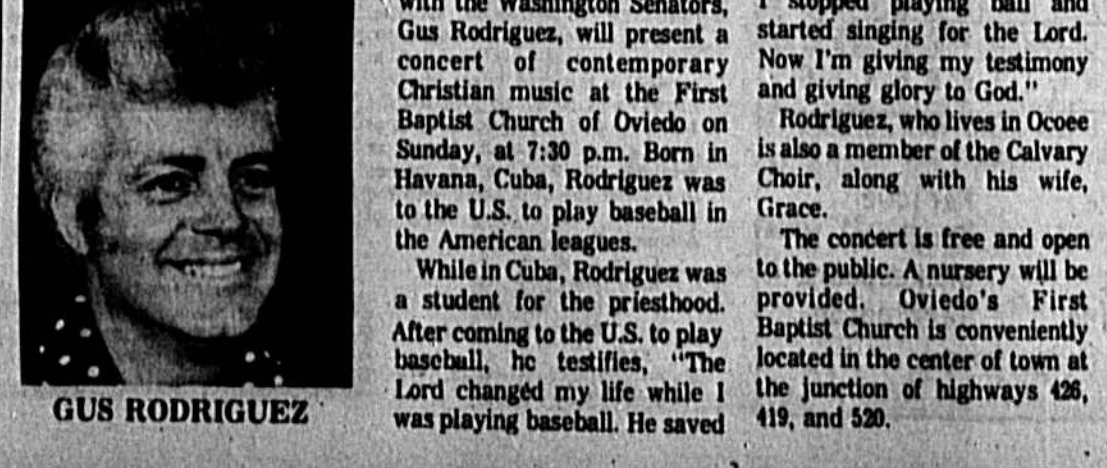 GUS RODRIGUEZ
with the Washington Senators,
Gus Rodriguez, will present a
concert of contemporary
Christian music at the First
Baptist Church of Oviedo on
Sunday, at 7:30 p.m. Born in
Havana, Cuba, Rodriguez was
to the U.S. to play baseball in
the American leagues.
While in Cuba, Rodriguez was
a student for the priesthood.
After coming to the U.S. to play
baseball, he testifies, "The
Lord changed my life while I
was playing baseball. He saved
I stopped playing ball and
started singing for the Lord.
Now I'm giving my testimony
and giving glory to God."
Rodriguez, who lives in Ocoee
is also a member of the Calvary
Choir, along with his wife,
Grace.
The concert is free and open
to the public. A nursery will be
provided. Oviedo's First
Baptist Church is conveniently
located in the center of town at
the junction of highways 426,
419, and 520.